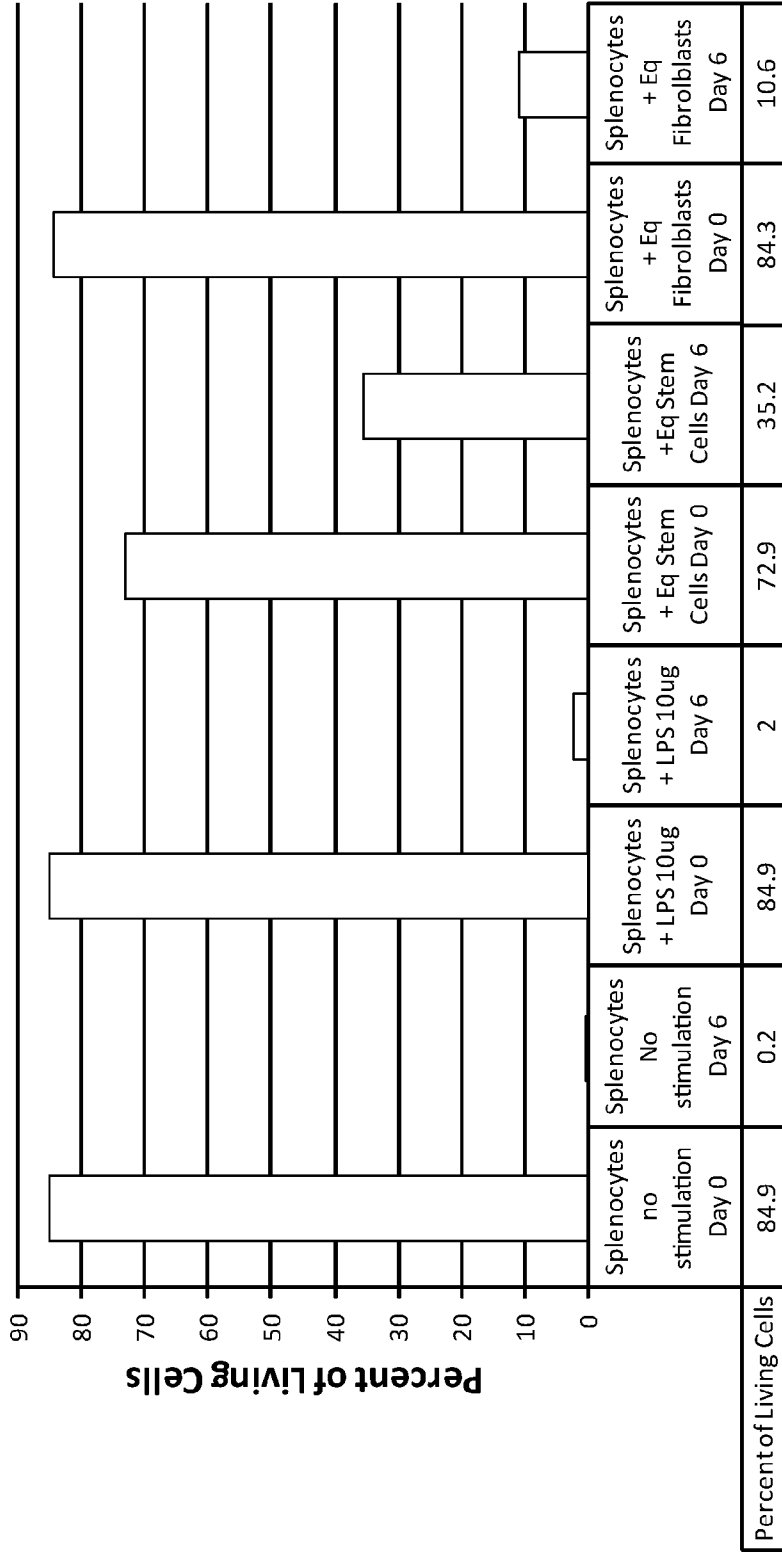 Percent of Living Cells
90
80
70
60
50
40
30
20
10
0
Splenocytes
no
stimulation
Day 0
Splenocytes
No
stimulation
Day 6
Splenocytes
+ LPS 10ug
Day 0
Splenocytes
+ LPS 10ug
Day 6
Splenocytes
+ Eq Stem
Cells Day 0
Splenocytes
+Eq Stem
Cells Day 6
Splenocytes
+ Eq
Fibrolblasts
Day 0
Splenocytes
+ Eq
Fibrolblasts
Day 6
Percent of Living Cells 84.9 0.2 84.9 2 72.9 35.2 84.3 10.6